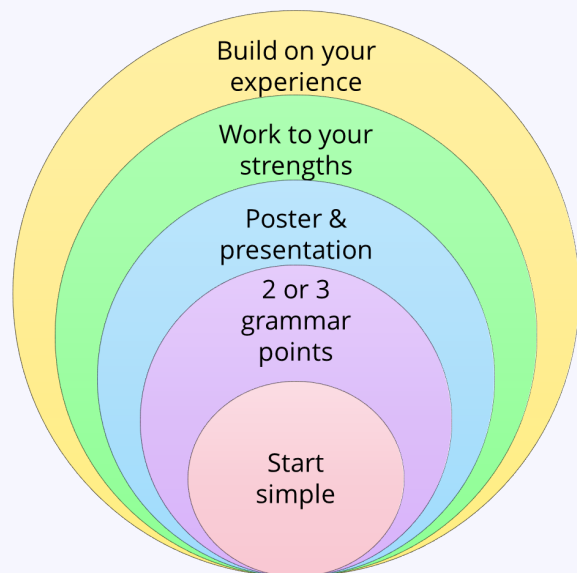 Build on your
experience
Work to your
strengths
Poster &
presentation
2 or 3
grammar
points
Start
simple